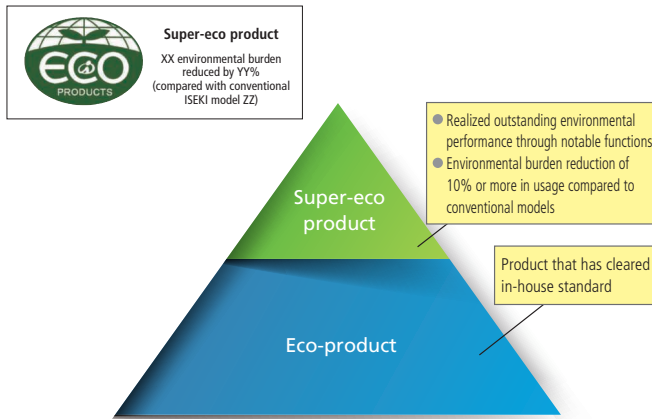 ECO
PRODUCTS
Super-eco product
XX environmental burden
reduced by YY%
(compared with conventional
ISEKI model ZZ)
● Realized outstanding environmental
performance through notable functions
● Environmental burden reduction of
10% or more in usage compared to
conventional models
Super-eco
product
Product that has cleared
in-house standard
Eco-product